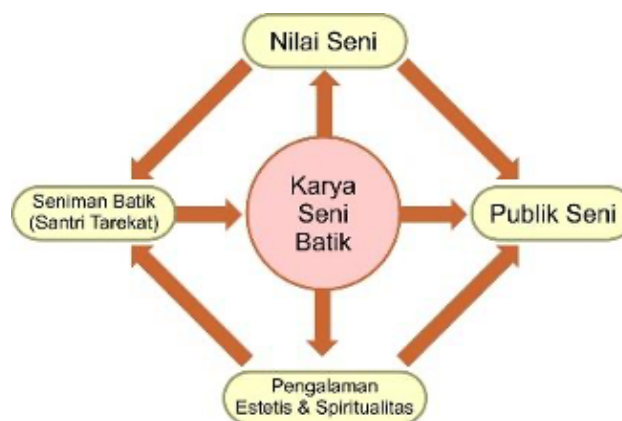 Nilai Seni
Seniman Batik
(Santri Tarekat)
Karya
Seni
Batik
Publik Seni
Pengalaman
Estetis & Spiritualitas